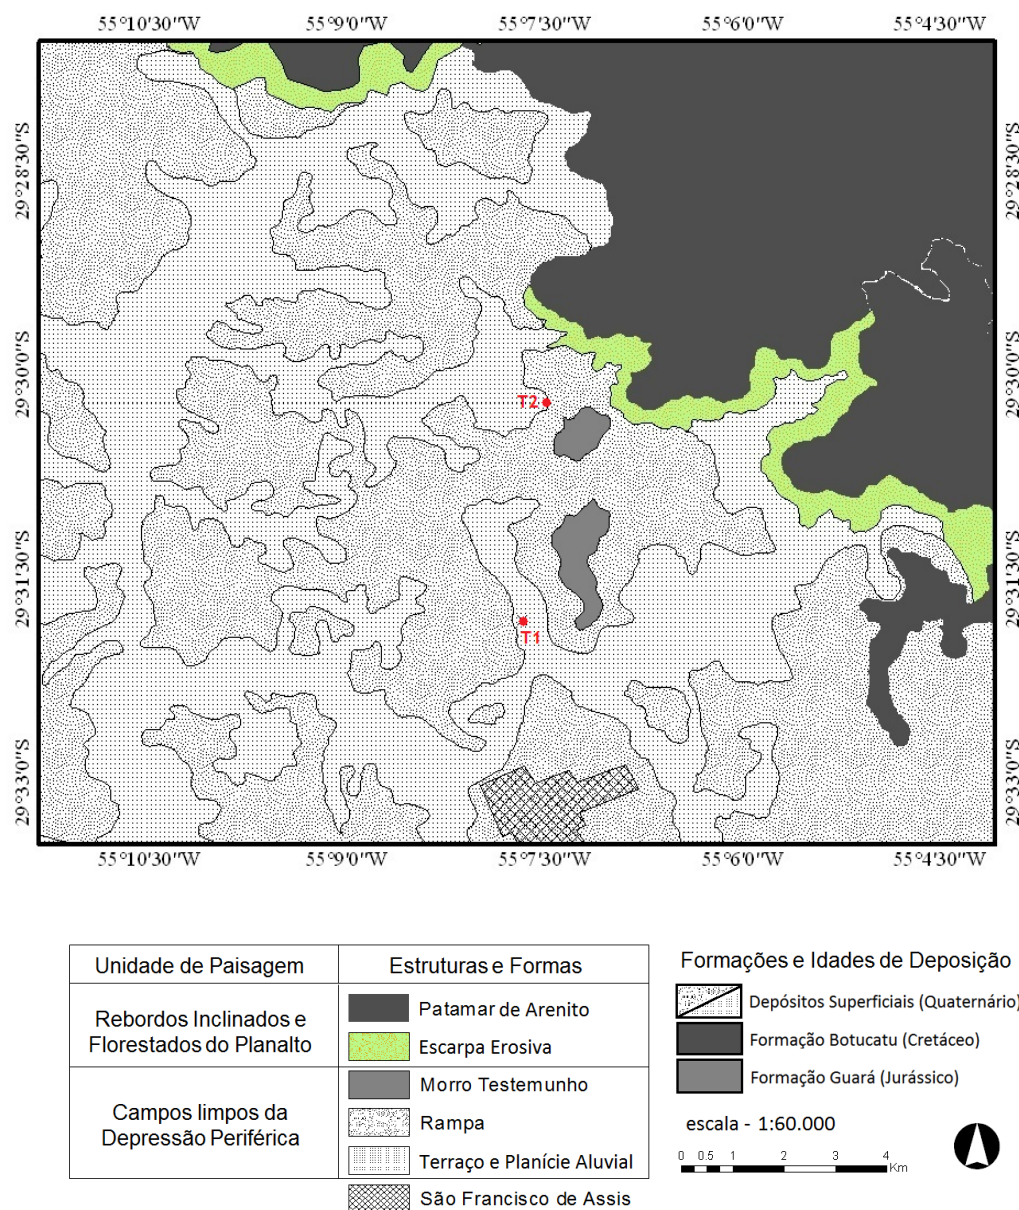 55°10'30"W 55°9'0"W 55°7'30"W 55°6'0"W 55°4'30"W
29°28'30"S 29°28'30"S
29°30'0"S 29°30'0"S
T2
29°31'30"S 29°31'30"S
T1
29°33'0"S 29°33'0"S
55°10'30"W 55°9'0"W 55°7'30"W 55°6'0"W 55°4'30"W
Unidade de Paisagem
Estruturas e Formas
Rebordos Inclinados e
Florestados do Planalto
Patamar de Arenito
Escarpa Erosiva
Campos limpos da
Depressão Periférica
Morro Testemunho
Rampa
Terraço e Planície Aluvial
São Francisco de Assis
Formações e Idades de Deposição
Depósitos Superficiais (Quaternário)
Formação Botucatu (Cretáceo)
Formação Guará (Jurássico)
escala - 1:60.000
0 0.5 1 2 3 4
Km